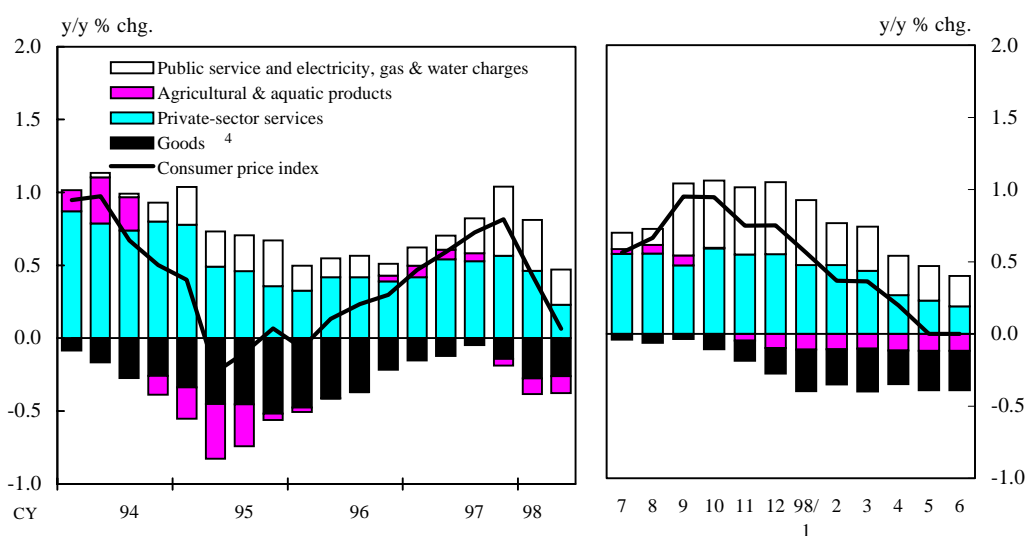 y/y % chg.
y/y % chg.
2.0
1.5
1.0
0.5
0.0
-0.5
-1.0
Public service and electricity, gas & water charges
Agricultural & aquatic products
Private-sector services
Goods 4
Consumer price index
2.0
1.5
1.0
0.5
0.0
-0.5
-1.0
CY 94 95 96 97 98
7 8 9 10 11 12 98/ 2 3 4 5 6
1